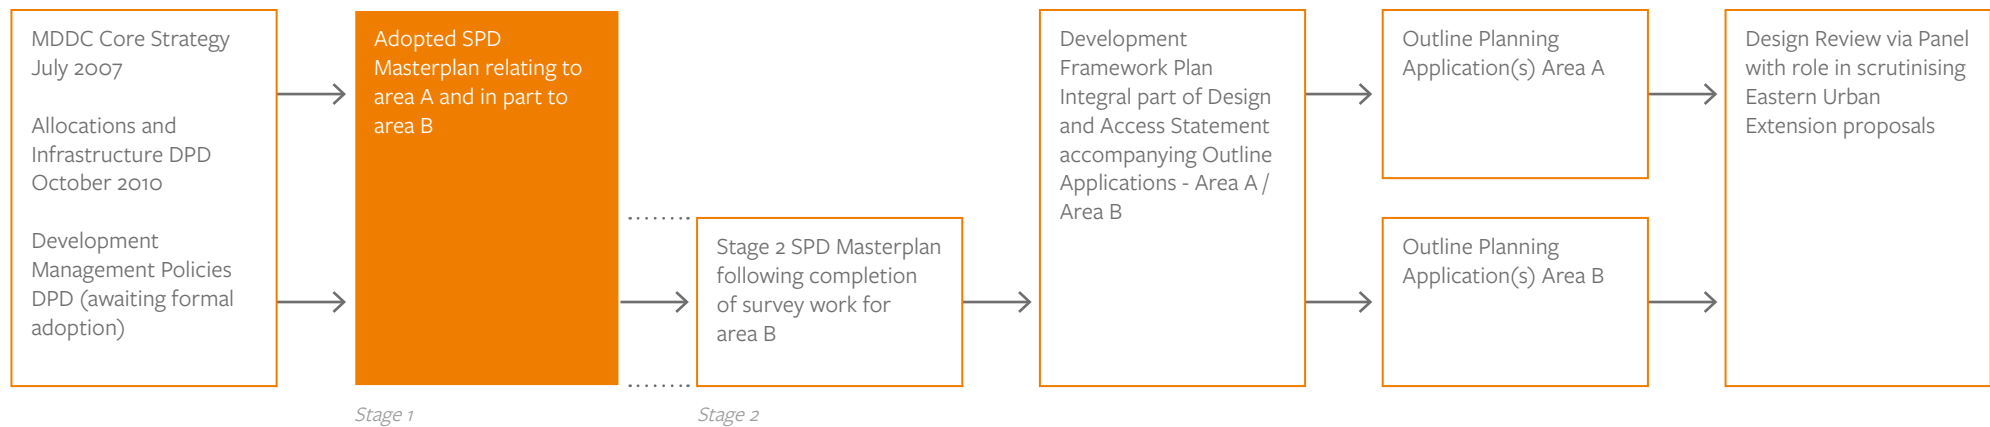 MDDC Core Strategy
July 2007
Allocations and
Infrastructure DPD
October 2010
Development
Management Policies
DPD (awaiting formal
adoption)
Adopted SPD
Masterplan relating to
area A and in part to
area B
Stage 1
Stage 2 SPD Masterplan
following completion
of survey work for
area B
Stage 2
Development
Framework Plan
Integral part of Design
and Access Statement
accompanying Outline
Applications - Area A /
Area B
Outline Planning
Application(s) Area A
Outline Planning
Application(s) Area B
Design Review via Panel
with role in scrutinising
Eastern Urban
Extension proposals